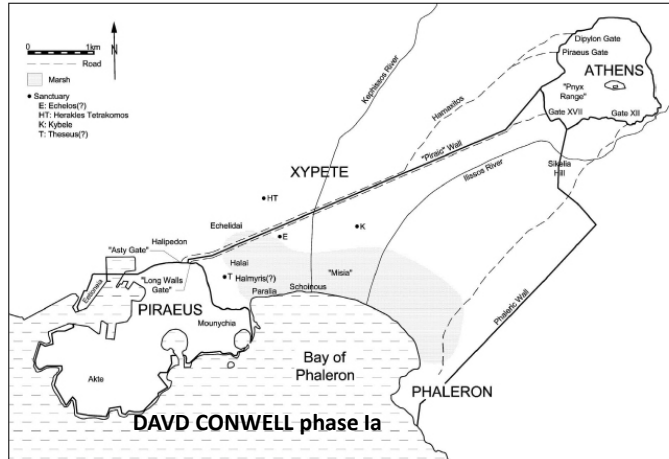 0 1km
N
Road
Marsh
Sanctuary
E: Echelos(?)
HT: Herakles Tetrakomos
K: Kybele
T: Theseus(?)
Kephissos River
Dipylon Gate
Piraeus Gate
ATHENS
"Pnyx
Range"
Hamaxitos
Gate XVII
Gate XII
"Piraic" Wall
XYPETE
Ilissos River
Sikelia
Hill
HT
Echelidai
K
E
"Asty Gate"
Halipedon
Halai
"Misia"
T
Halmyris(?)
Eetioneia
"Long Walls
Gate"
Paralia
Schoinous
PIRAEUS
Mounychia
Phaleric Wall
Bay of
Phaleron
Akte
PHALERON
DAVD CONWELL phase Ia